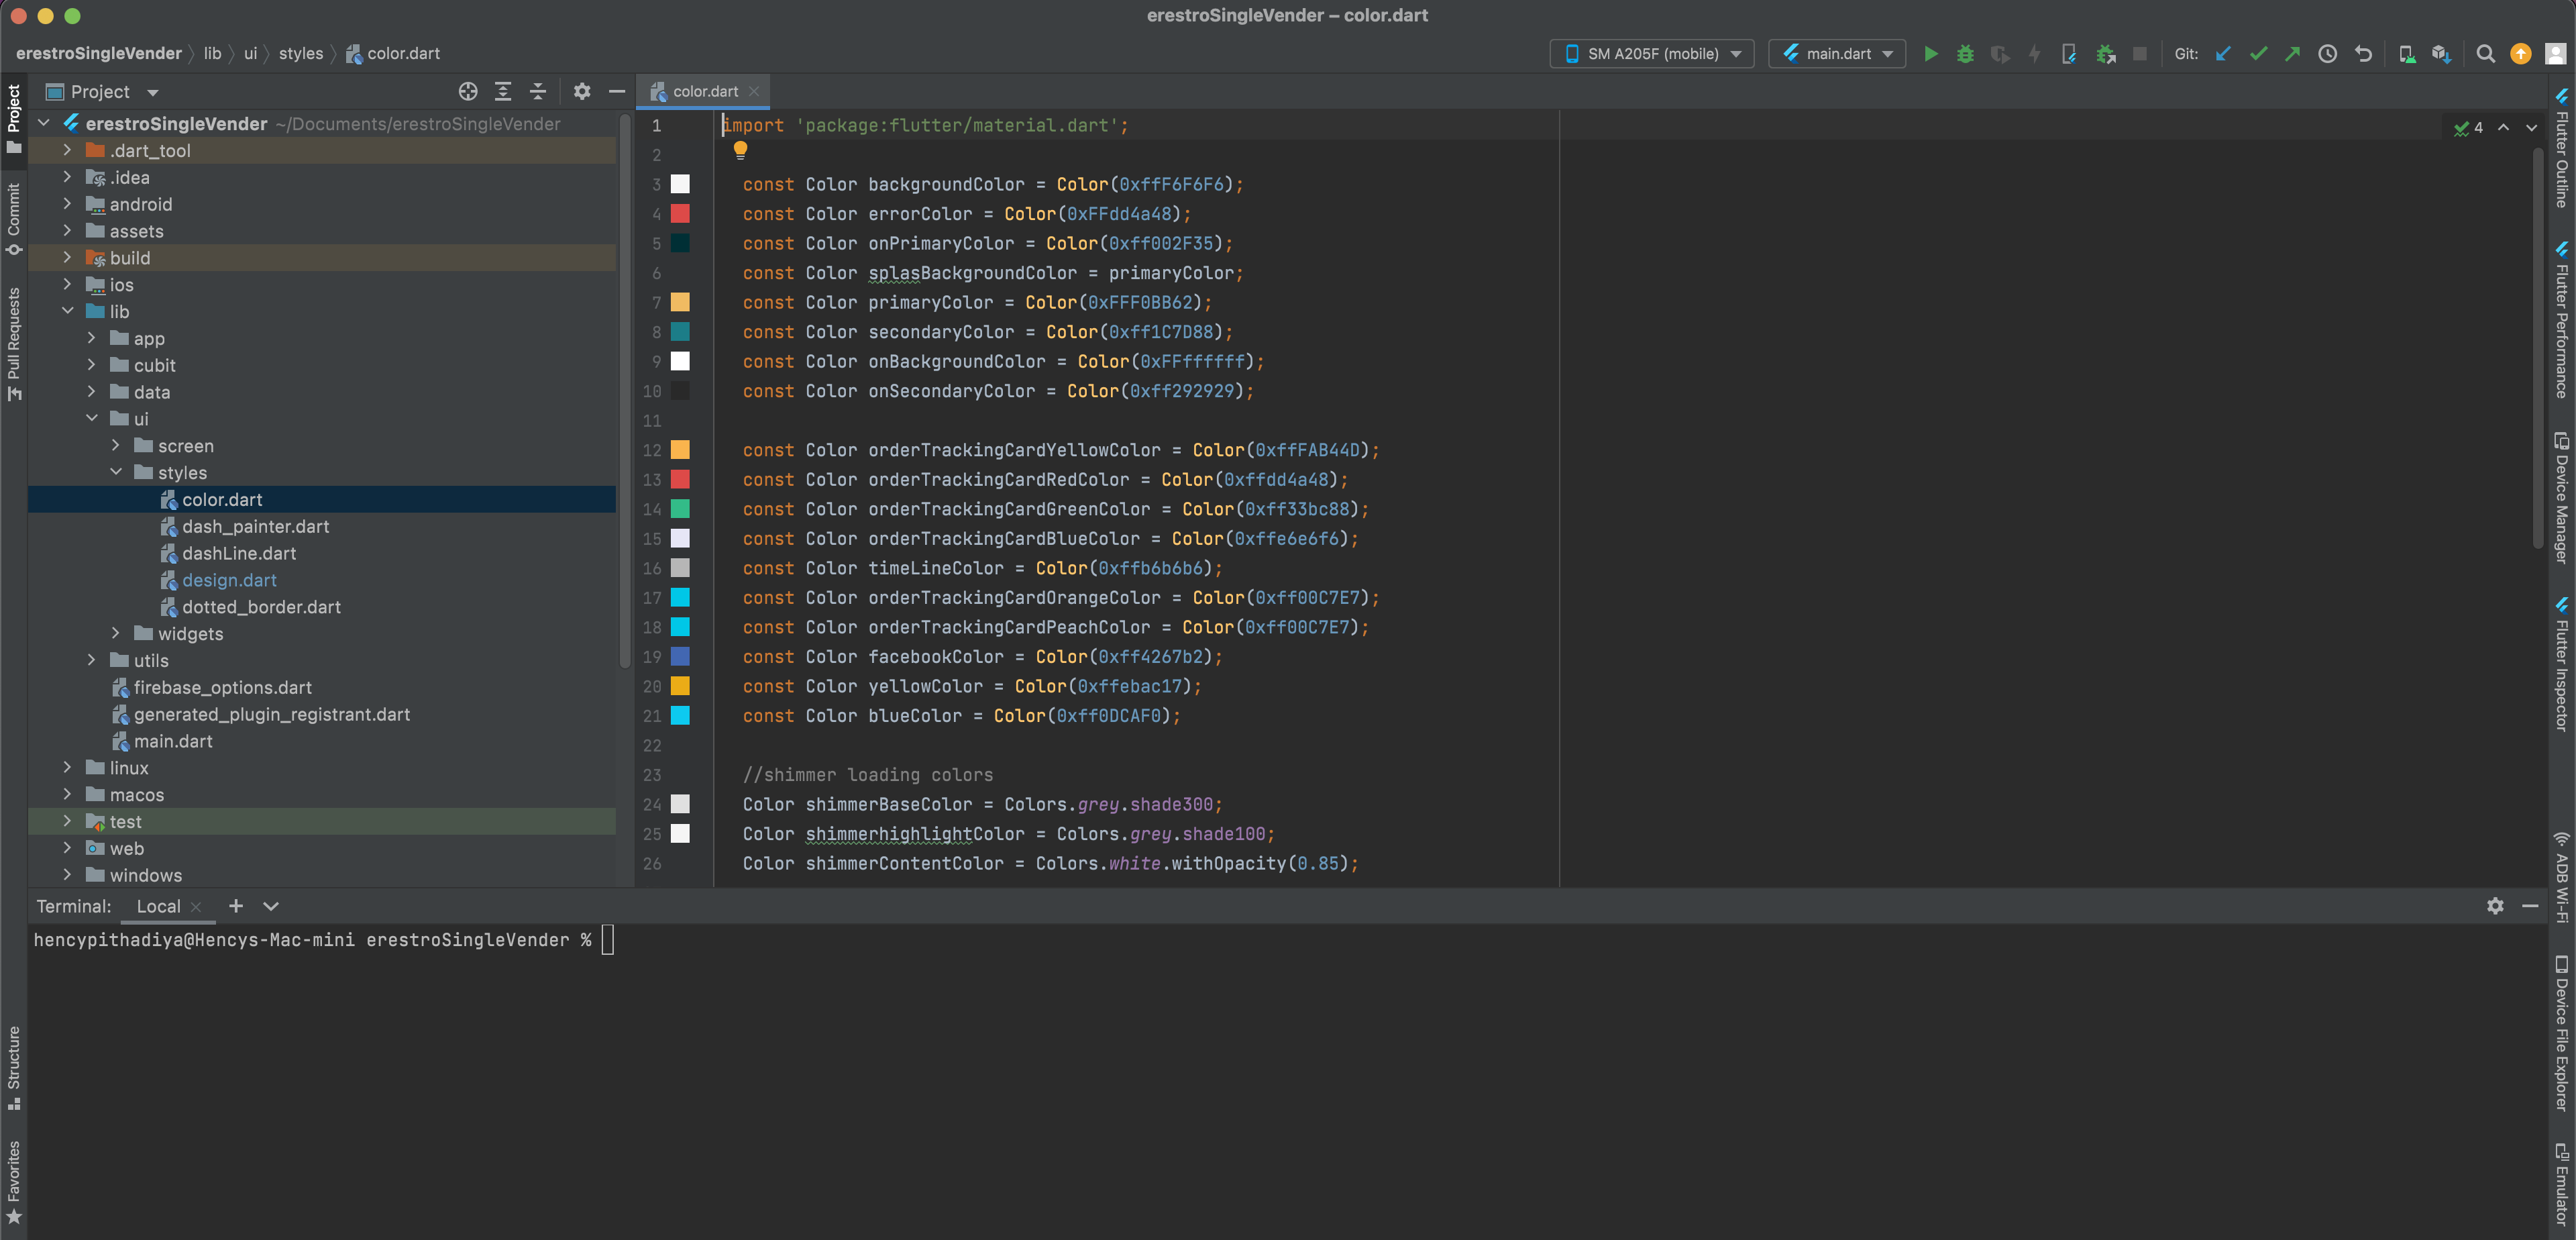 erestroSingleVender – color.dart
erestroSingleVender
lib
ui
styles
color.dart
SM A205F (mobile)
main.dart
Git:
Project
color.dart
erestroSingleVender ~/Documents/erestroSingleVender
.dart_tool
.idea
android
assets
build
ios
lib
app
cubit
data
ui
screen
styles
color.dart
dash_painter.dart
dashLine.dart
design.dart
dotted_border.dart
widgets
utils
firebase_options.dart
generated_plugin_registrant.dart
main.dart
linux
macos
test
web
windows
Project
Commit
Pull Requests
Structure
Favorites
1 import 'package:flutter/material.dart';
2
3 const Color backgroundColor = Color(0xffF6F6F6);
4 const Color errorColor = Color(0xFFdd4a48);
5 const Color onPrimaryColor = Color(0xff002F35);
6 const Color splasBackgroundColor = primaryColor;
7 const Color primaryColor = Color(0xFFF0BB62);
8 const Color secondaryColor = Color(0xff1C7D88);
9 const Color onBackgroundColor = Color(0xFFffffff);
10 const Color onSecondaryColor = Color(0xff292929);
11
12 const Color orderTrackingCardYellowColor = Color(0xffFAB44D);
13 const Color orderTrackingCardRedColor = Color(0xffdd4a48);
14 const Color orderTrackingCardGreenColor = Color(0xff33bc88);
15 const Color orderTrackingCardBlueColor = Color(0xffe6e6f6);
16 const Color timeLineColor = Color(0xffb6b6b6);
17 const Color orderTrackingCardOrangeColor = Color(0xff00C7E7);
18 const Color orderTrackingCardPeachColor = Color(0xff00C7E7);
19 const Color facebookColor = Color(0xff4267b2);
20 const Color yellowColor = Color(0xffebac17);
21 const Color blueColor = Color(0xff0DCAF0);
22
23 //shimmer loading colors
24 Color shimmerBaseColor = Colors.grey.shade300;
25 Color shimmerhighlightColor = Colors.grey.shade100;
26 Color shimmerContentColor = Colors.white.withOpacity(0.85);
4
Flutter Outline
Flutter Performance
Device Manager
Flutter Inspector
ADB Wi-Fi
Device File Explorer
Emulator
Terminal: Local
hencypithadiya@Hencys-Mac-mini erestroSingleVender %